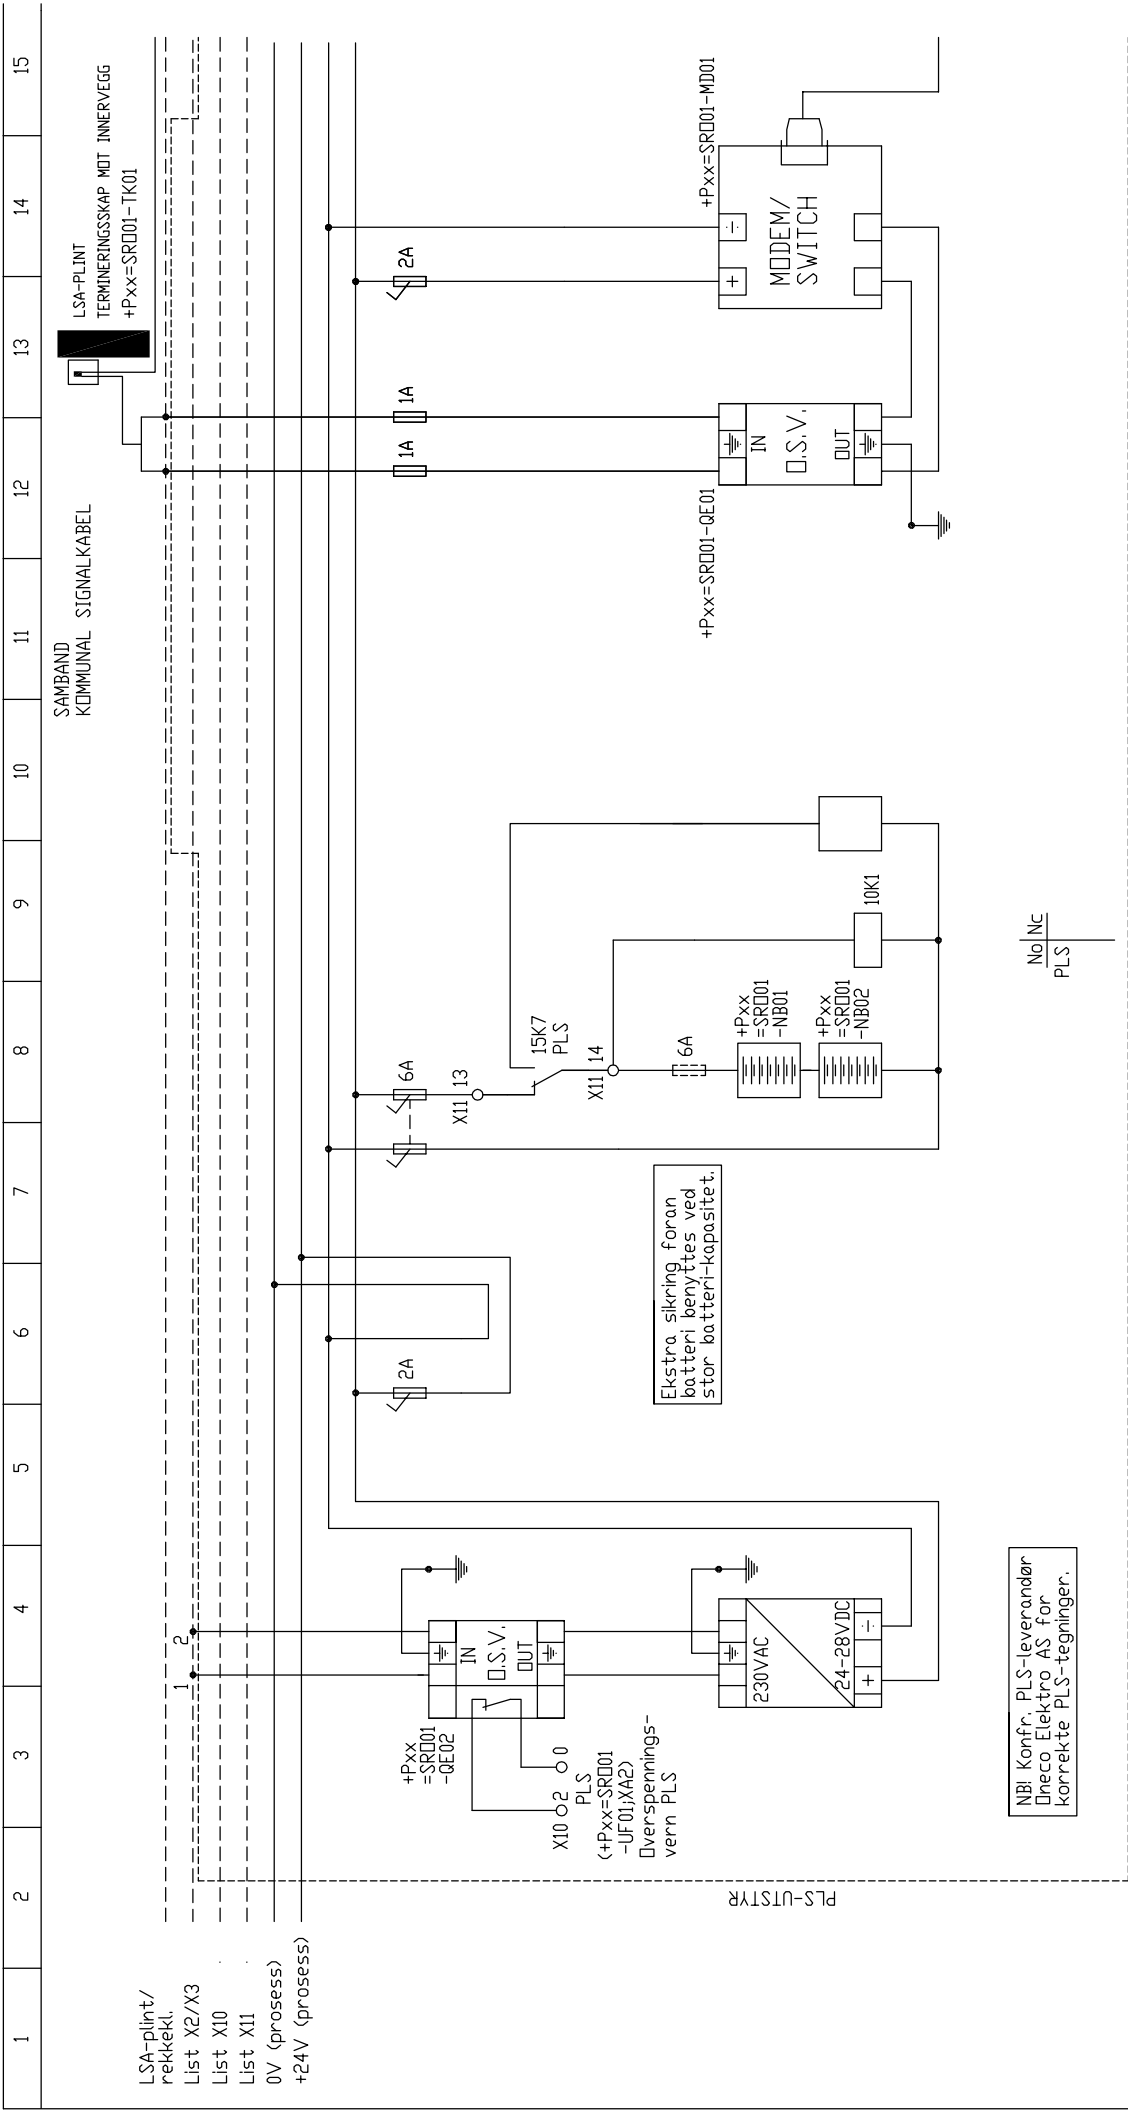 1
2
3
4
5
6
7
8
9
10
11
12
13
14
15
LSA-plint/
rekkekl.
List X2/X3
List X10
List X11
0V (prosess)
+24V (prosess)
PLS-UTSTYR
1
2
+Pxx
=SRO01
-QE02
IN
O.S.V.
OUT
X10
2
0
PLS
(+Pxx=SRO01
-UF01;XA2)
Overspennings-
vern PLS
230VAC
24-28VDC
+
-
NB! Konfr. PLS-leverandør
Oneco Elektro AS for
korrekte PLS-tegninger.
2A
Ekstra sikring foran
batteri benyttes ved
stor batteri-kapasitet.
6A
X11
13
15K7
PLS
X11
14
6A
+Pxx
=SRO01
-NB01
+Pxx
=SRO01
-NB02
10K1
No Nc
PLS
SAMBAND
KOMMUNAL SIGNALKABEL
LSA-PLINT
TERMINERINGSSKAP MOT INNERVEGG
+Pxx=SRO01-TK01
1A
1A
2A
+Pxx=SRO01-QE01
IN
O.S.V.
OUT
+Pxx=SRO01-MD01
+
-
MODEM/
SWITCH